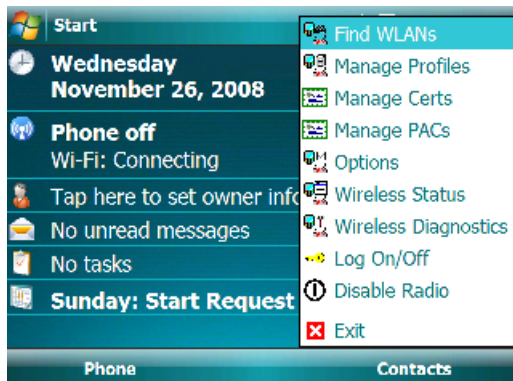 Start
Wednesday
November 26, 2008
Phone off
Wi-Fi: Connecting
Tap here to set owner info
No unread messages
No tasks
Sunday: Start Request
Phone
Contacts
Find WLANs
Manage Profiles
Manage Certs
Manage PACs
Options
Wireless Status
Wireless Diagnostics
Log On/Off
Disable Radio
Exit